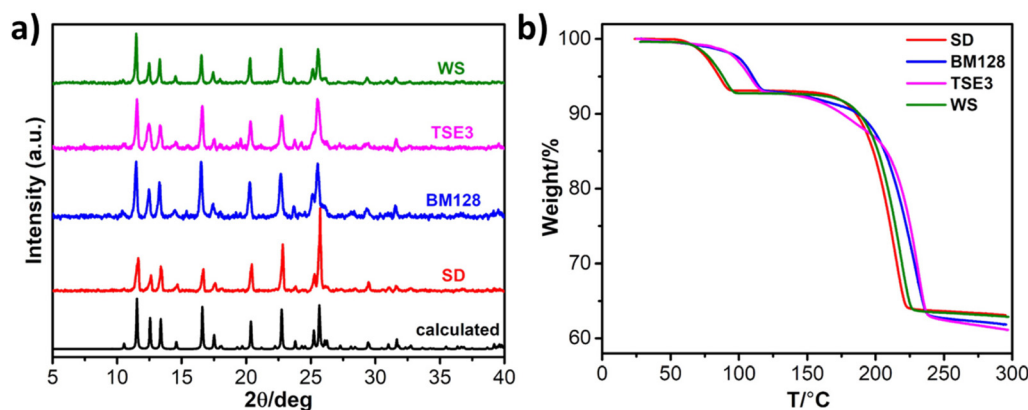 a)
Intensity (a.u.)
WS
TSE3
BM128
SD
calculated
5 10 15 20 25 30 35 40
2θ/deg
b)
Weight/%
100
90
80
70
60
SD
BM128
TSE3
WS
0 50 100 150 200 250 300
T/°C